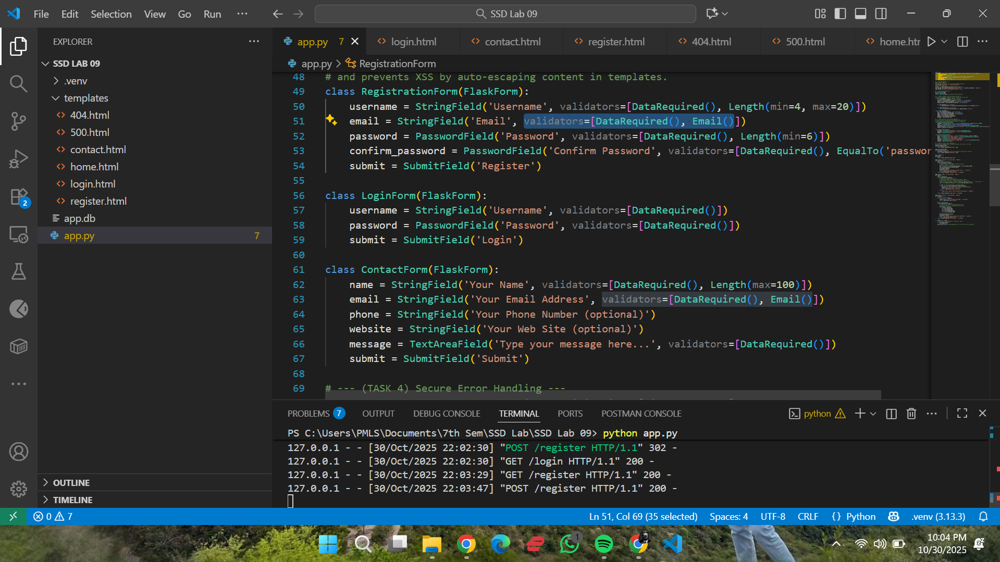 File Edit Selection View Go Run ...
SSD Lab 09
EXPLORER
SSD LAB 09
.venv
templates
404.html
500.html
contact.html
home.html
login.html
register.html
app.db
app.py 7
2
OUTLINE
TIMELINE
app.py 7
login.html
contact.html
register.html
404.html
500.html
home.htm
app.py > RegistrationForm
48 # and prevents XSS by auto-escaping content in templates.
49 class RegistrationForm(FlaskForm):
50 username = StringField('Username', validators=[DataRequired(), Length(min=4, max=20)])
51 email = StringField('Email', validators=[DataRequired(), Email()])
52 password = PasswordField('Password', validators=[DataRequired(), Length(min=6)])
53 confirm_password = PasswordField('Confirm Password', validators=[DataRequired(), EqualTo('passwor
54 submit = SubmitField('Register')
55
56 class LoginForm(FlaskForm):
57 username = StringField('Username', validators=[DataRequired()])
58 password = PasswordField('Password', validators=[DataRequired()])
59 submit = SubmitField('Login')
60
61 class ContactForm(FlaskForm):
62 name = StringField('Your Name', validators=[DataRequired(), Length(max=100)])
63 email = StringField('Your Email Address', validators=[DataRequired(), Email()])
64 phone = StringField('Your Phone Number (optional)')
65 website = StringField('Your Web Site (optional)')
66 message = TextAreaField('Type your message here...', validators=[DataRequired()])
67 submit = SubmitField('Submit')
68
69 # --- (TASK 4) Secure Error Handling ---
PROBLEMS 7 OUTPUT DEBUG CONSOLE TERMINAL PORTS POSTMAN CONSOLE
python
PS C:\Users\PMLS\Documents\7th Sem\SSD Lab\SSD Lab 09> python app.py
127.0.0.1 - - [30/Oct/2025 22:02:30] "POST /register HTTP/1.1" 302 -
127.0.0.1 - - [30/Oct/2025 22:02:30] "GET /login HTTP/1.1" 200 -
127.0.0.1 - - [30/Oct/2025 22:03:29] "GET /register HTTP/1.1" 200 -
127.0.0.1 - - [30/Oct/2025 22:03:47] "POST /register HTTP/1.1" 200 -
0 7
Ln 51, Col 69 (35 selected) Spaces: 4 UTF-8 CRLF {} Python .venv (3.13.3)
1
10:04 PM
10/30/2025